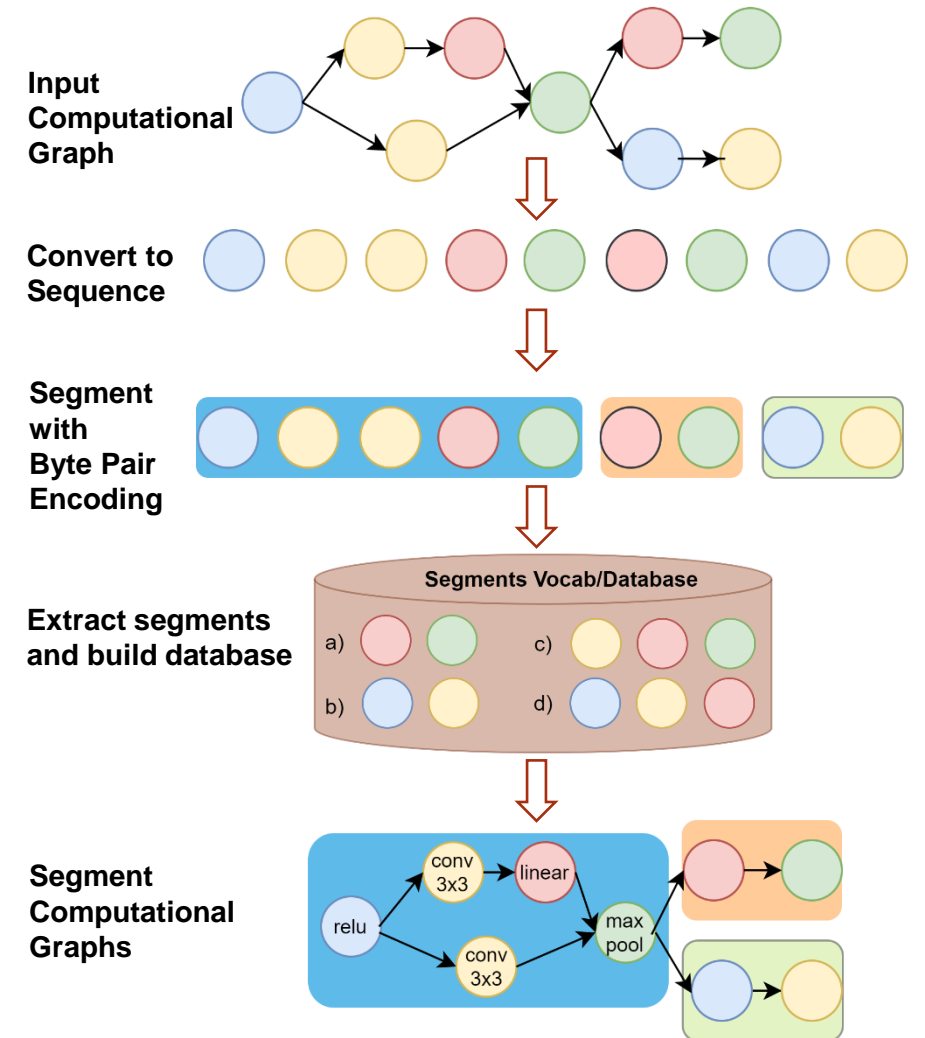 Input
Computational
Graph
Convert to
Sequence
Segment
with
Byte Pair
Encoding
Segments Vocab/Database
Extract segments
and build database
a)
c)
b)
d)
Segment
Computational
Graphs
conv
3x3
linear
relu
max
pool
conv
3x3